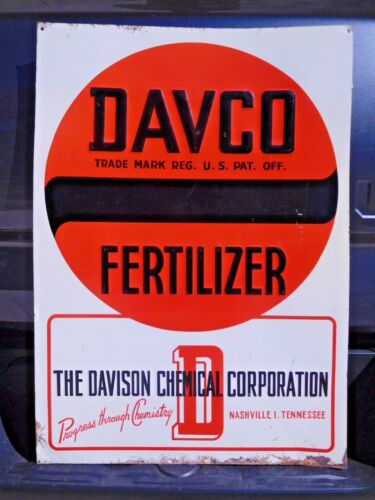 DAVCO
TRADE MARK REG. U.S. PAT. OFF.
FERTILIZER
D
THE DAVISON CHEMICAL CORPORATION
Progress through Chemistry
NASHVILLE 1, TENNESSEE